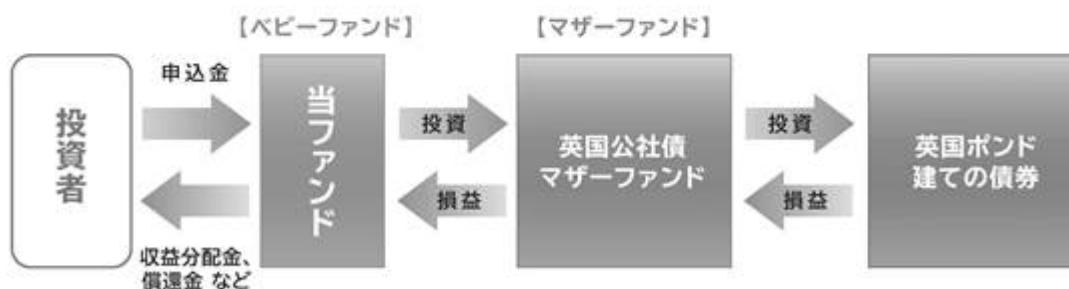 【ベビーファンド】
【マザーファンド】
投資者
申込金
収益分配金、
償還金 など
当ファンド
投資
損益
英国公社債
マザーファンド
投資
損益
英国ポンド
建ての債券